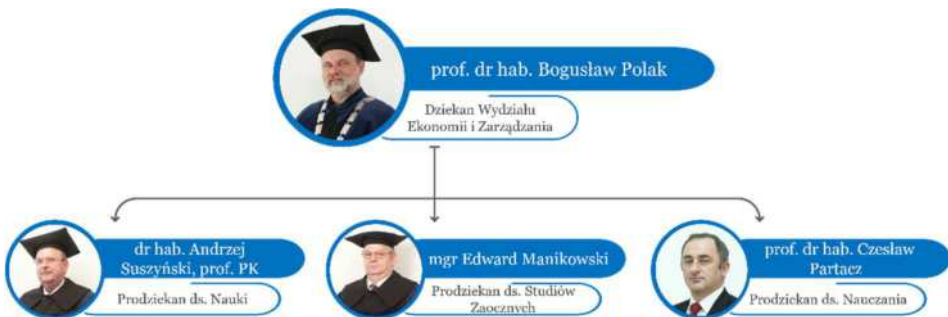 prof. dr hab. Bogusław Polak
Dziekan Wydziału
Ekonomii i Zarządzania
dr hab. Andrzej
Suszyński, prof. PK
Prodziekan ds. Nauki
mgr Edward Manikowski
Prodziekan ds. Studiów
Zaocznych
prof. dr hab. Czesław
Partacz
Prodziekan ds. Nauczania